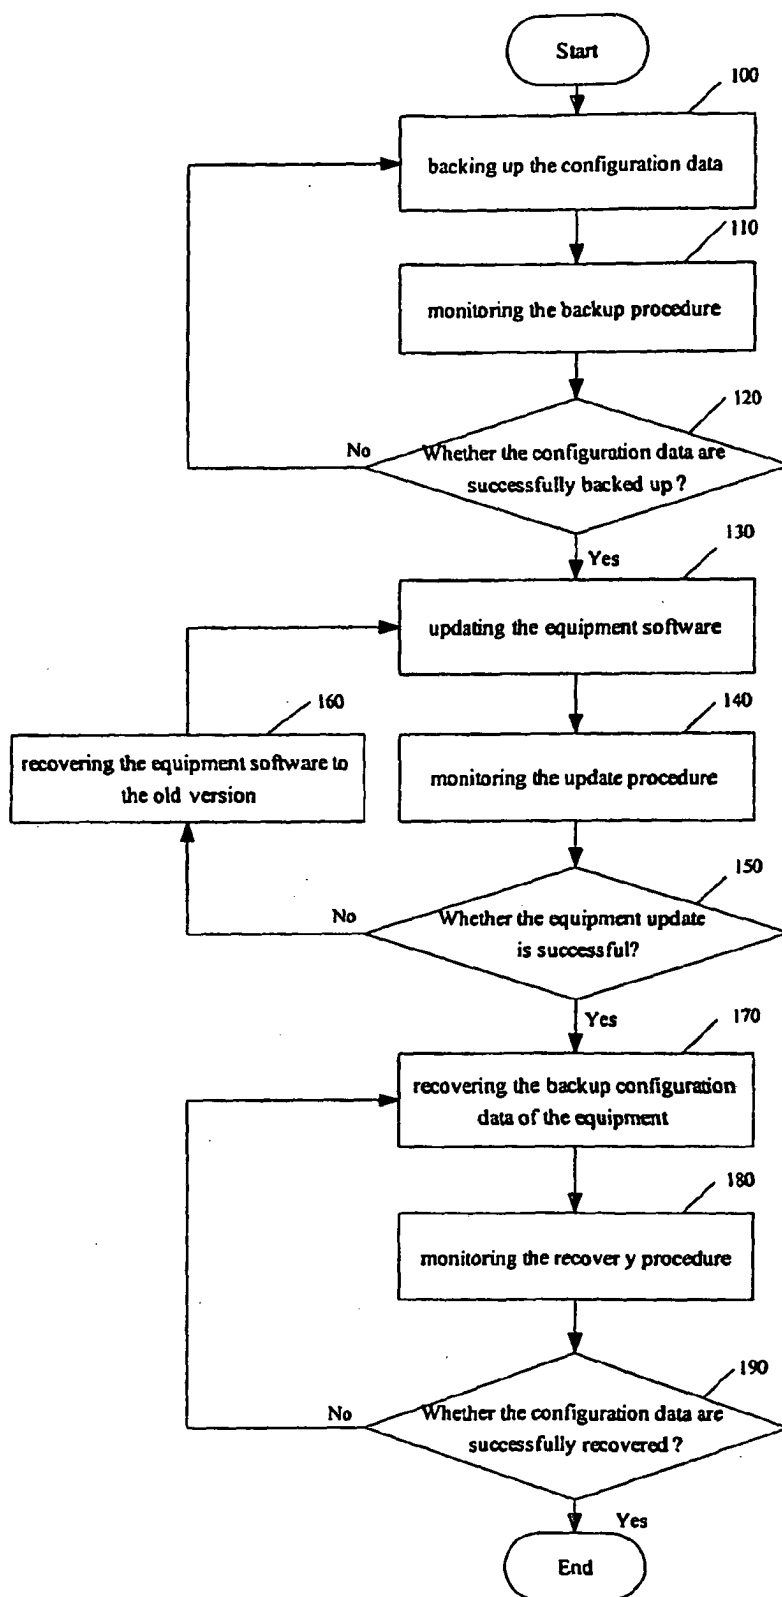 Start
100
backing up the configuration data
110
monitoring the backup procedure
120
No
Whether the configuration data are
successfully backed up ?
Yes
130
updating the equipment software
160
recovering the equipment software to
the old version
140
monitoring the update procedure
150
No
Whether the equipment update
is successful?
Yes
170
recovering the backup configuration
data of the equipment
180
monitoring the recover y procedure
190
No
Whether the configuration data are
successfully recovered ?
Yes
End